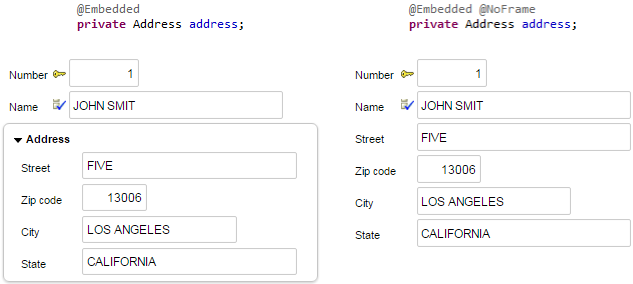 @Embedded
private Address address;
Number 1
Name JOHN SMIT
Address
Street FIVE
Zip code 13006
City LOS ANGELES
State CALIFORNIA
@Embedded @NoFrame
private Address address;
Number 1
Name JOHN SMIT
Street FIVE
Zip code 13006
City LOS ANGELES
State CALIFORNIA